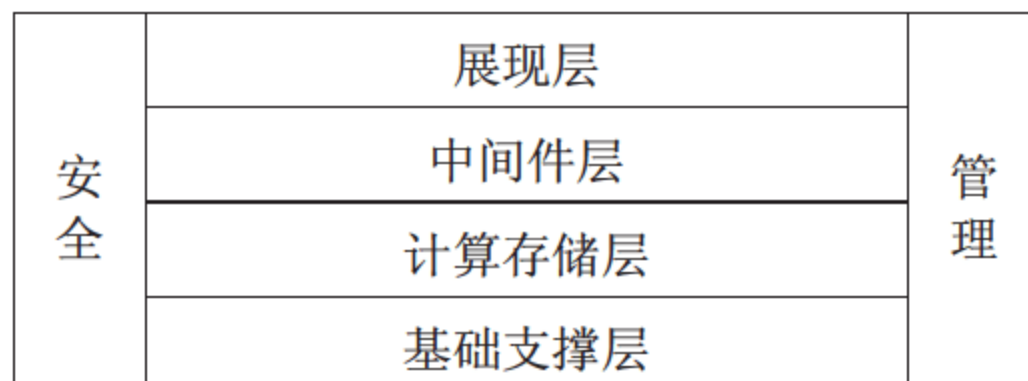 安全
展现层
中间件层
计算存储层
基础支撑层
管理